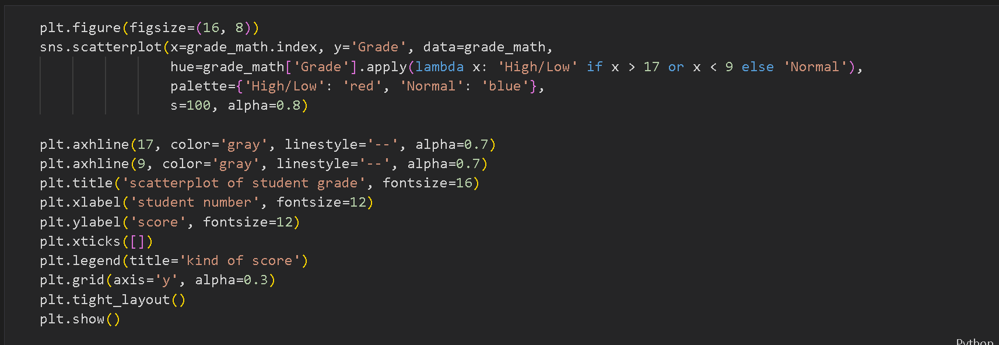 plt.figure(figsize=(16, 8))
sns.scatterplot(x=grade_math.index, y='Grade', data=grade_math,
                hue=grade_math['Grade'].apply(lambda x: 'High/Low' if x > 17 or x < 9 else 'Normal'),
                palette={'High/Low': 'red', 'Normal': 'blue'},
                s=100, alpha=0.8)

plt.axhline(17, color='gray', linestyle='--', alpha=0.7)
plt.axhline(9, color='gray', linestyle='--', alpha=0.7)
plt.title('scatterplot of student grade', fontsize=16)
plt.xlabel('student number', fontsize=12)
plt.ylabel('score', fontsize=12)
plt.xticks([])
plt.legend(title='kind of score')
plt.grid(axis='y', alpha=0.3)
plt.tight_layout()
plt.show()
Python